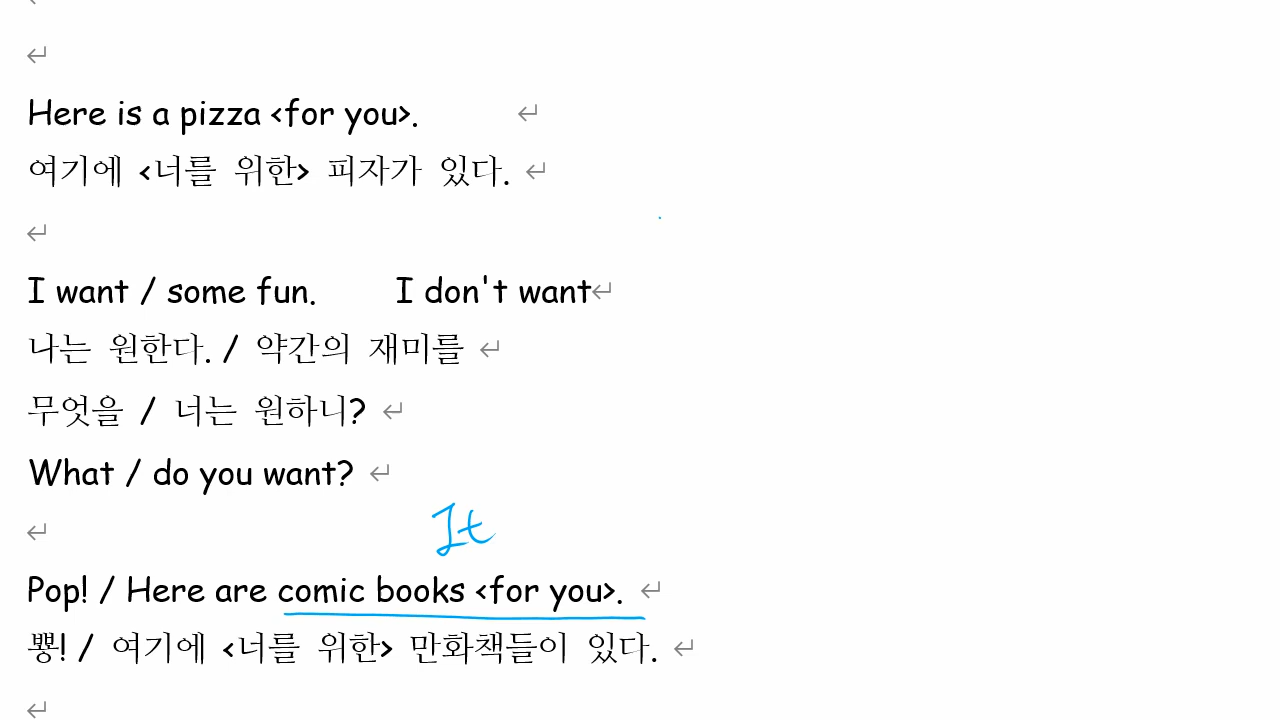 Here is a pizza <for you>.
여기에 <너를 위한> 피자가 있다.
I want / some fun. I don't want
나는 원한다. / 약간의 재미를
무엇을 / 너는 원하니?
What / do you want?
It
Pop! / Here are comic books <for you>.
뿅! / 여기에 <너를 위한> 만화책들이 있다.